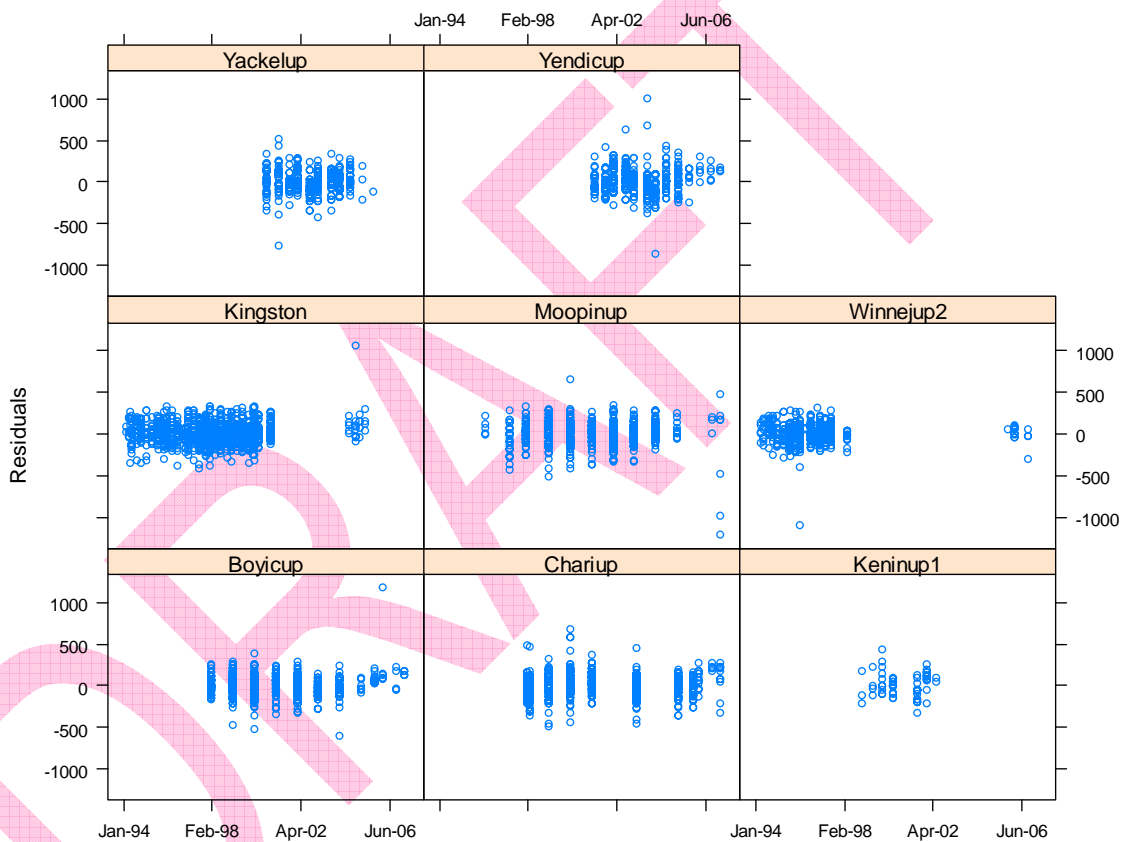 Jan-94 Feb-98 Apr-02 Jun-06
Yackelup Yendicup
1000
500
0
-500
-1000
Kingston Moopinup Winnejup2
1000
500
0
-500
-1000
Residuals
Boyicup Chariup Keninup1
1000
500
0
-500
-1000
Jan-94 Feb-98 Apr-02 Jun-06 Jan-94 Feb-98 Apr-02 Jun-06
DRAFT